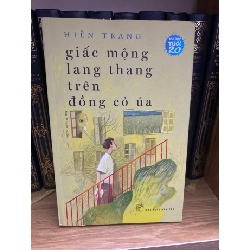 HIỀN TRANG
giấc mộng
lang thang
trên
đồng cỏ úa